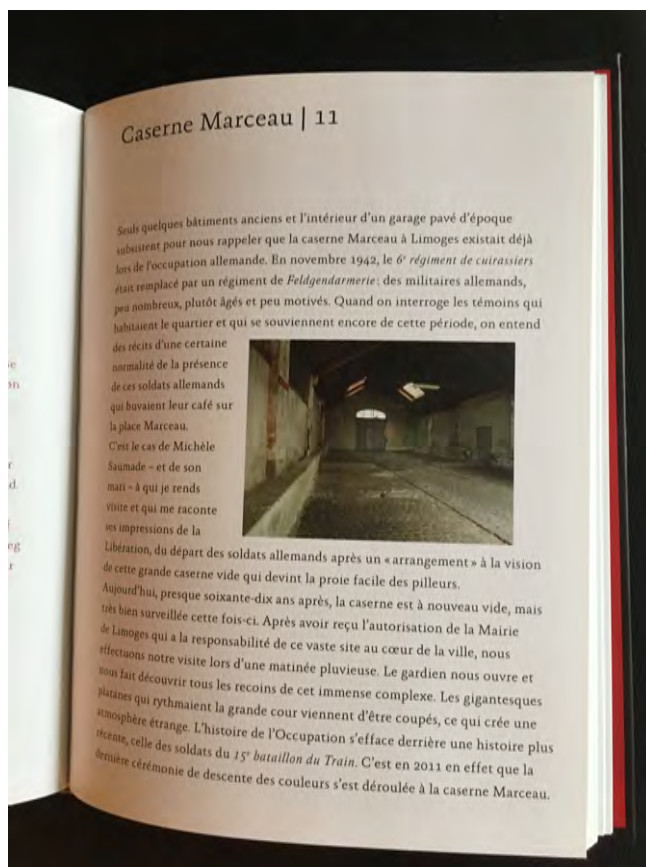 Caserne Marceau | 11
Seuls quelques bâtiments anciens et l'intérieur d'un garage pavé d'époque
subsistent pour nous rappeler que la caserne Marceau à Limoges existait déjà
lors de l'occupation allemande. En novembre 1942, le 6e régiment de cuirassiers
était remplacé par un régiment de Feldgendarmerie: des militaires allemands,
peu nombreux, plutôt âgés et peu motivés. Quand on interroge les témoins qui
habitaient le quartier et qui se souviennent encore de cette période, on entend
des récits d'une certaine
normalité de la présence
de ces soldats allemands
qui buvaient leur café sur
la place Marceau.
C'est le cas de Michèle
Saumade – et de son
mari – à qui je rends
visite et qui me raconte
ses impressions de la
Libération, du départ des soldats allemands après un « arrangement » à la vision
de cette grande caserne vide qui devint la proie facile des pilleurs.
Aujourd'hui, presque soixante-dix ans après, la caserne est à nouveau vide, mais
très bien surveillée cette fois-ci. Après avoir reçu l'autorisation de la Mairie
de Limoges qui a la responsabilité de ce vaste site au cœur de la ville, nous
effectuons notre visite lors d'une matinée pluvieuse. Le gardien nous ouvre et
nous fait découvrir tous les recoins de cet immense complexe. Les gigantesques
platanes qui rythmaient la grande cour viennent d'être coupés, ce qui crée une
atmosphère étrange. L'histoire de l'Occupation s'efface derrière une histoire plus
récente, celle des soldats du 15e bataillon du Train. C'est en 2011 en effet que la
dernière cérémonie de descente des couleurs s'est déroulée à la caserne Marceau.